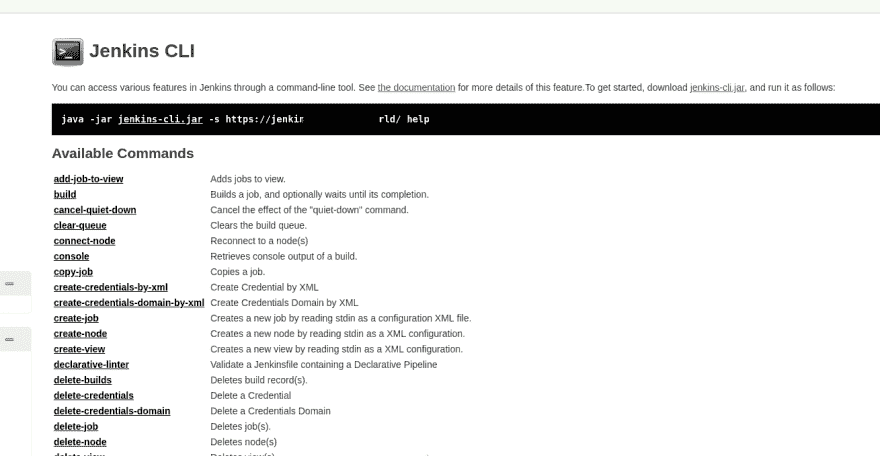 Jenkins CLI
You can access various features in Jenkins through a command-line tool. See the documentation for more details of this feature.To get started, download jenkins-cli.jar, and run it as follows:
java -jar jenkins-cli.jar -s https://jenkin rld/ help
Available Commands
add-job-to-view Adds jobs to view.
build Builds a job, and optionally waits until its completion.
cancel-quiet-down Cancel the effect of the "quiet-down" command.
clear-queue Clears the build queue.
connect-node Reconnect to a node(s)
console Retrieves console output of a build.
copy-job Copies a job.
create-credentials-by-xml Create Credential by XML
create-credentials-domain-by-xml Create Credentials Domain by XML
create-job Creates a new job by reading stdin as a configuration XML file.
create-node Creates a new node by reading stdin as a XML configuration.
create-view Creates a new view by reading stdin as a XML configuration.
declarative-linter Validate a Jenkinsfile containing a Declarative Pipeline
delete-builds Deletes build record(s).
delete-credentials Delete a Credential
delete-credentials-domain Delete a Credentials Domain
delete-job Deletes job(s).
delete-node Deletes node(s)